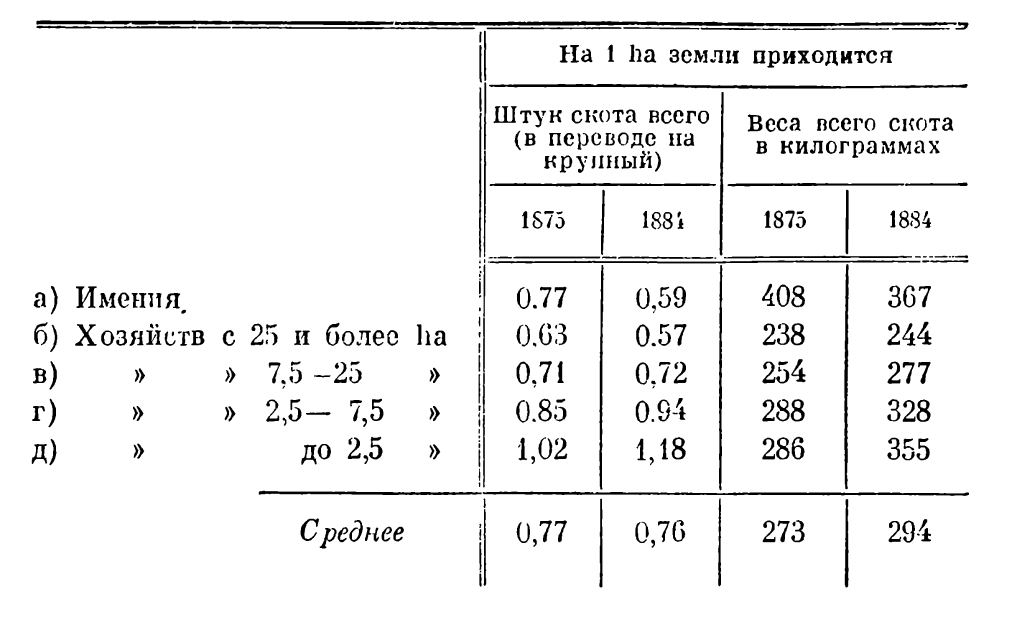 На 1 ha земли приходится
Штук скота всего (в переводе на крупный)
Веса всего скота в килограммах
1875 1884 1875 1884
а) Имения 0.77 0,59 408 367
б) Хозяйств с 25 и более ha 0.63 0.57 238 244
в) » » 7,5–25 » 0,71 0,72 254 277
г) » » 2,5— 7,5 » 0.85 0.94 288 328
д) » до 2,5 » 1,02 1,18 286 355
Среднее 0,77 0,76 273 294